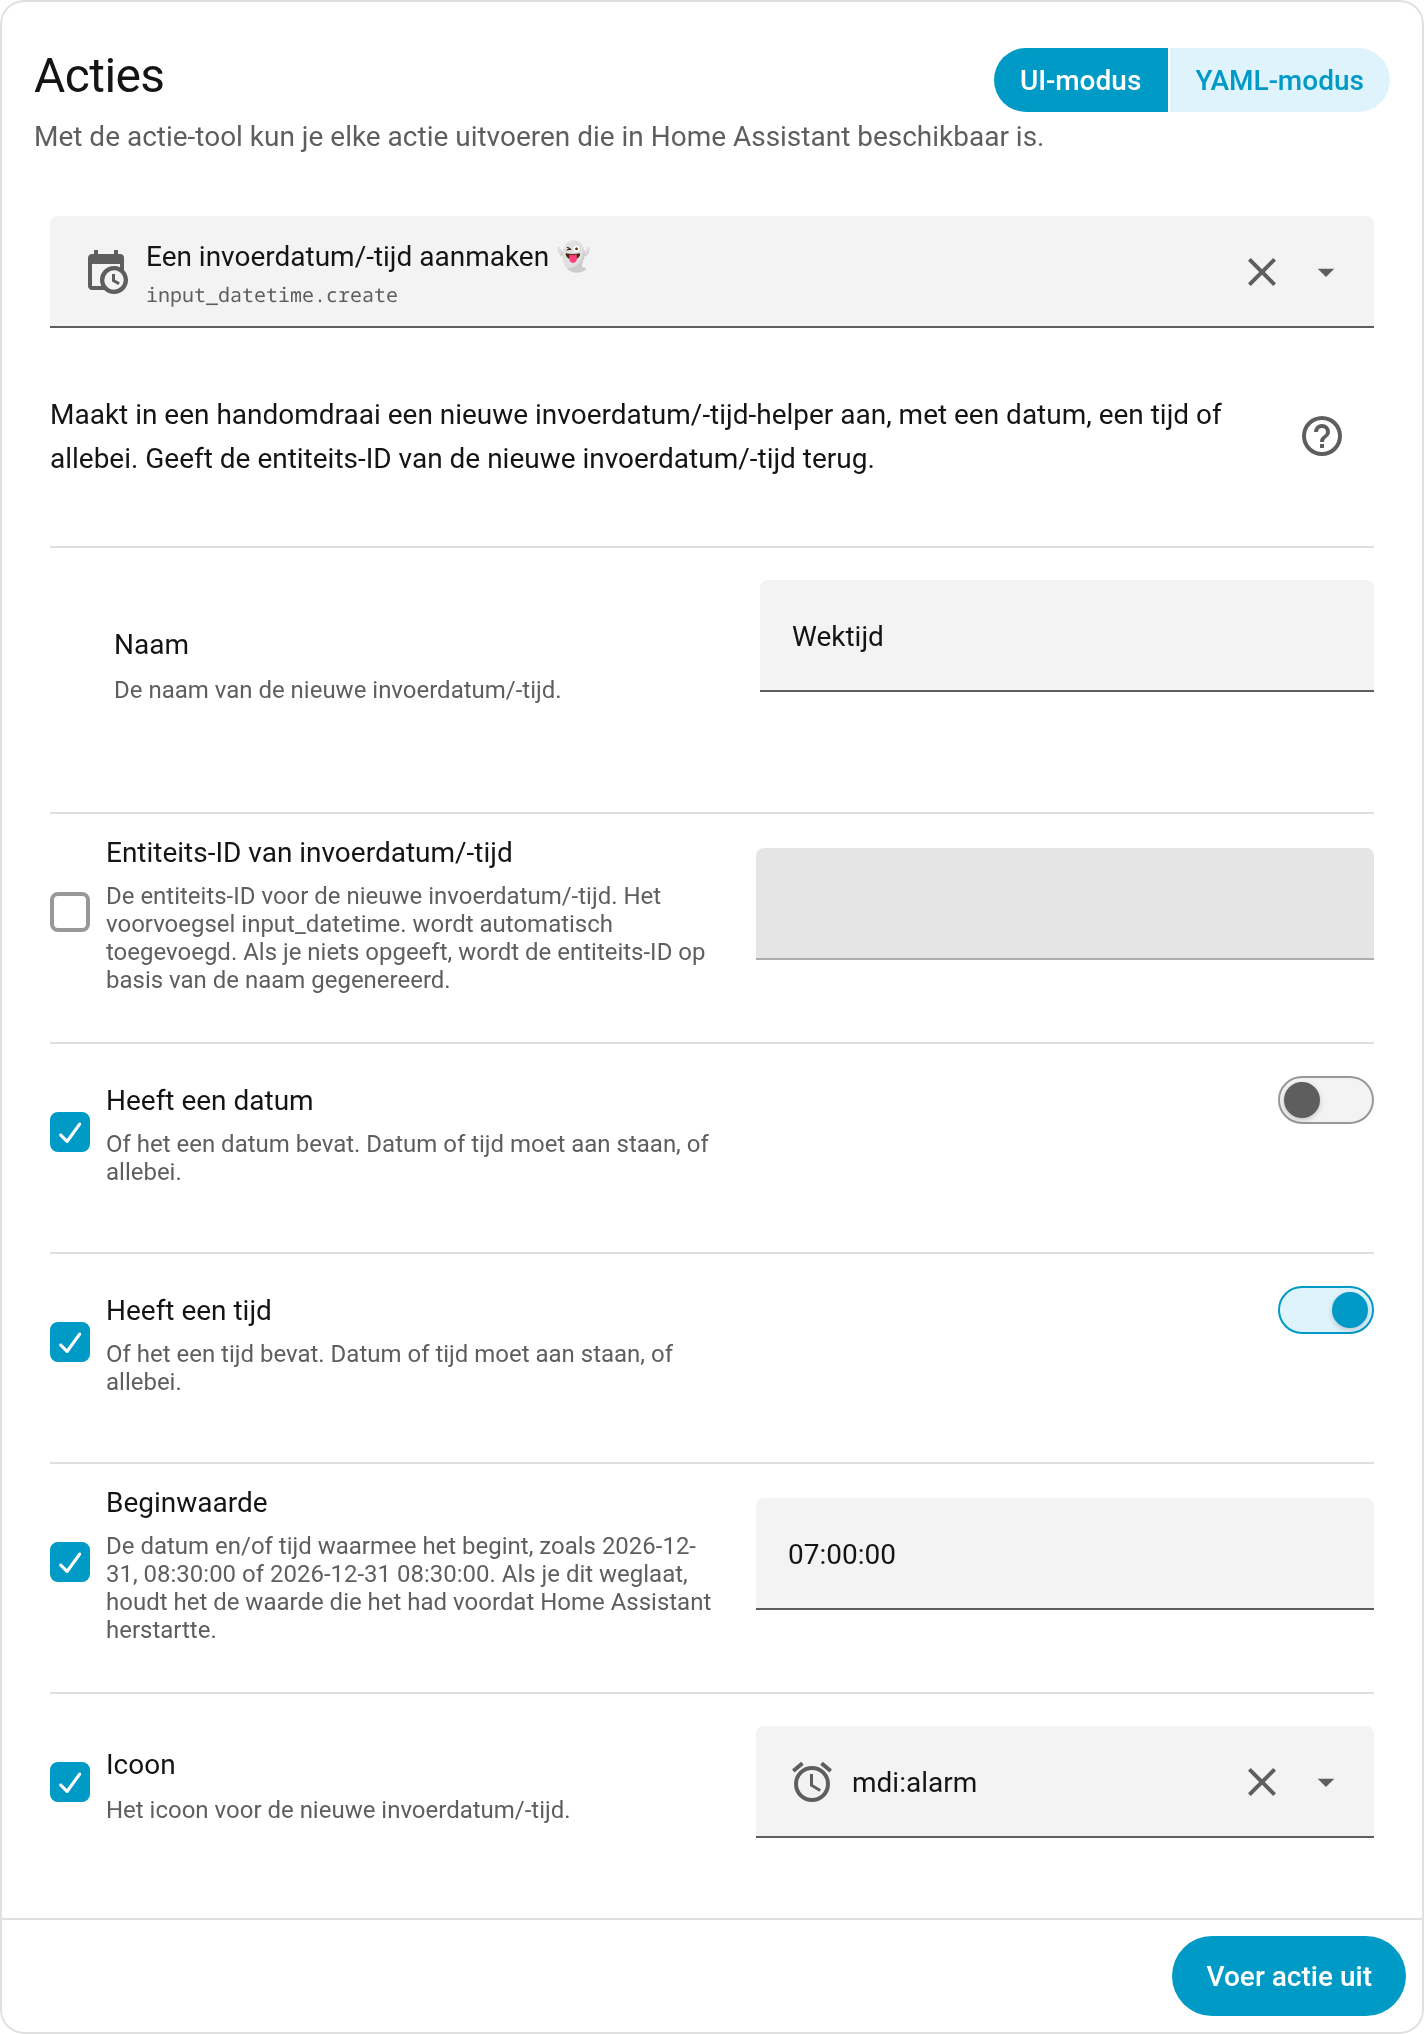 Acties
UI-modus
YAML-modus
Met de actie-tool kun je elke actie uitvoeren die in Home Assistant beschikbaar is.
Een invoerdatum/-tijd aanmaken 👻
input_datetime.create
Maakt in een handomdraai een nieuwe invoerdatum/-tijd-helper aan, met een datum, een tijd of
allebei. Geeft de entiteits-ID van de nieuwe invoerdatum/-tijd terug.
Naam
De naam van de nieuwe invoerdatum/-tijd.
Wektijd
Entiteits-ID van invoerdatum/-tijd
De entiteits-ID voor de nieuwe invoerdatum/-tijd. Het
voorvoegsel input_datetime. wordt automatisch
toegevoegd. Als je niets opgeeft, wordt de entiteits-ID op
basis van de naam gegenereerd.
Heeft een datum
Of het een datum bevat. Datum of tijd moet aan staan, of
allebei.
Heeft een tijd
Of het een tijd bevat. Datum of tijd moet aan staan, of
allebei.
Beginwaarde
De datum en/of tijd waarmee het begint, zoals 2026-12-
31, 08:30:00 of 2026-12-31 08:30:00. Als je dit weglaat,
houdt het de waarde die het had voordat Home Assistant
herstartte.
07:00:00
Icoon
Het icoon voor de nieuwe invoerdatum/-tijd.
mdi:alarm
Voer actie uit